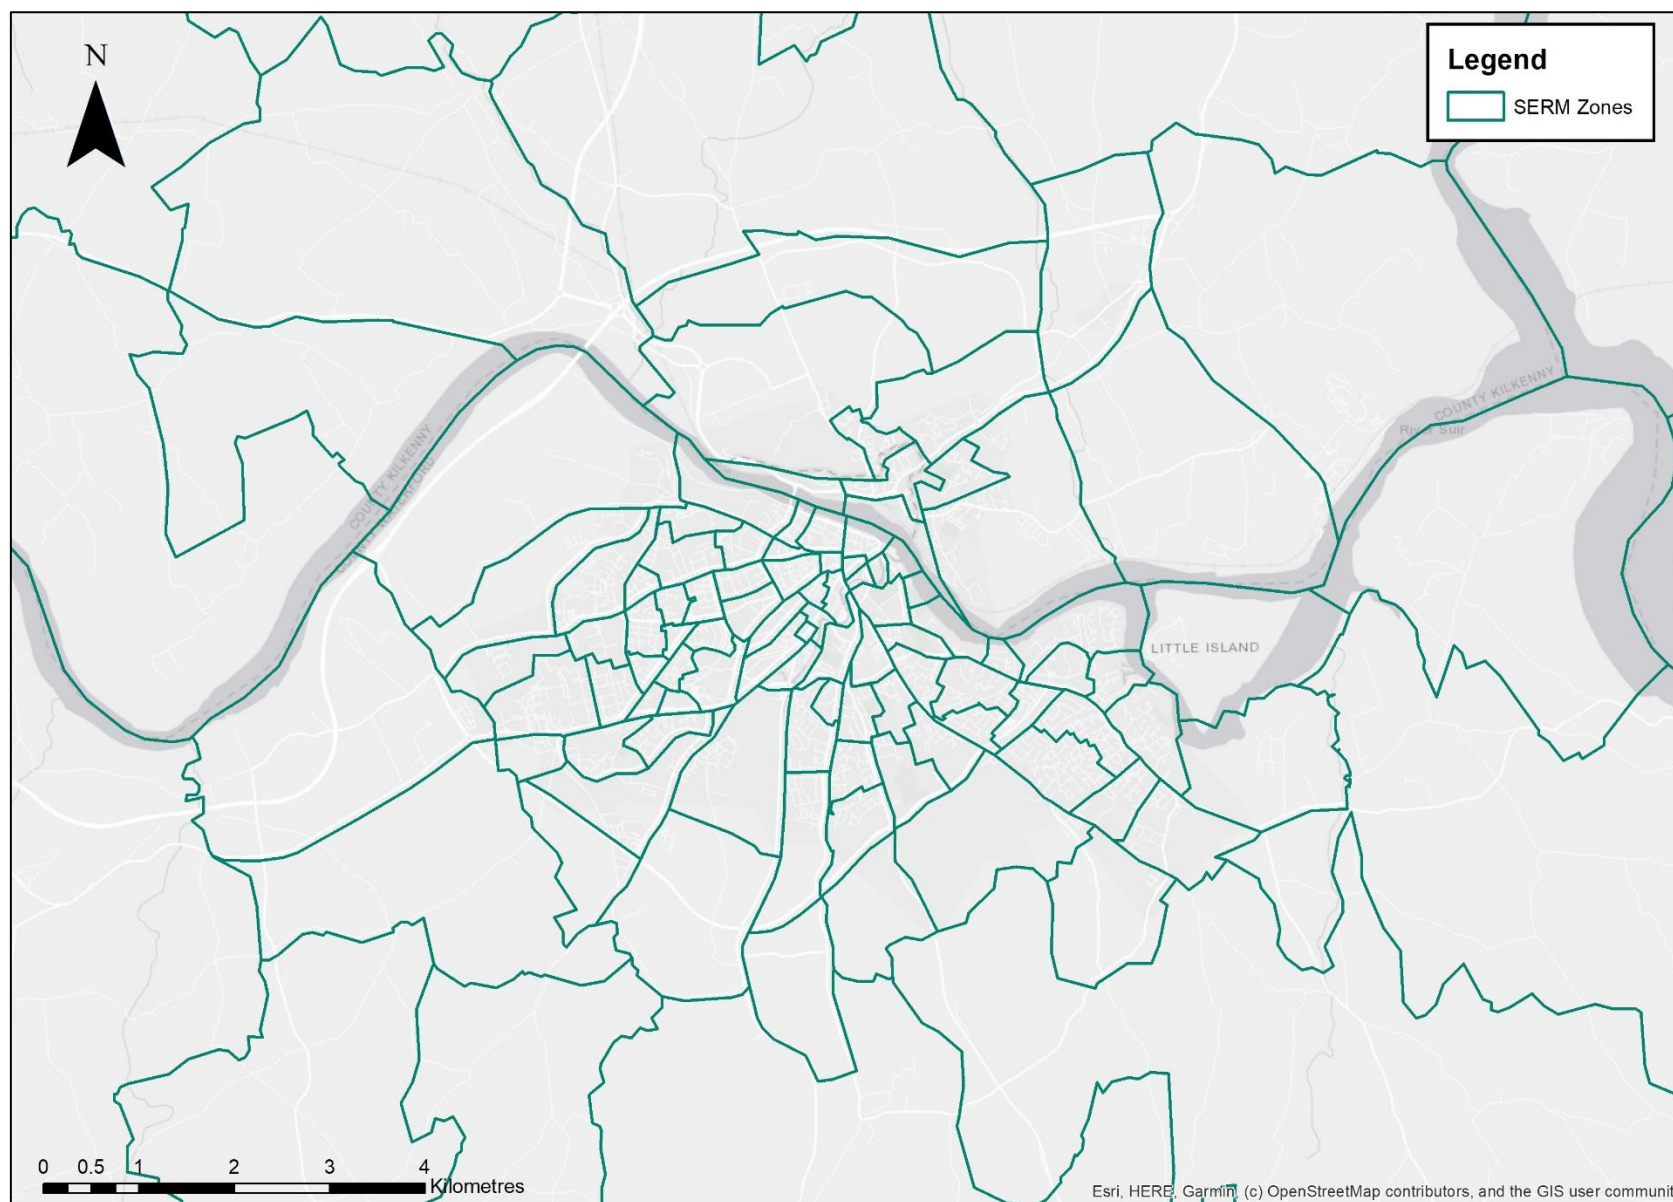 N
Legend
SERM Zones
COUNTY KILKENNY
River Suir
COUNTY KILKENNY
LITTLE ISLAND
0 0.5 1 2 3 4
Kilometres
Esri, HERE, Garmin, (c) OpenStreetMap contributors, and the GIS user communi